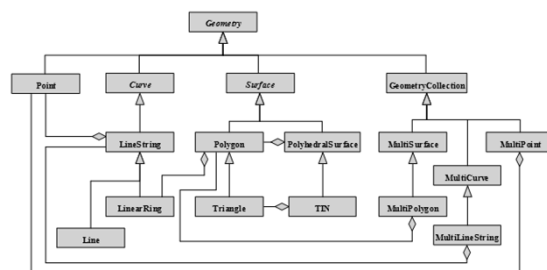 Geometry
Point
Curve
Surface
GeometryCollection
LineString
Polygon
PolyhedralSurface
MultiSurface
MultiPoint
MultiCurve
LinearRing
Triangle
TIN
MultiPolygon
Line
MultiLineString